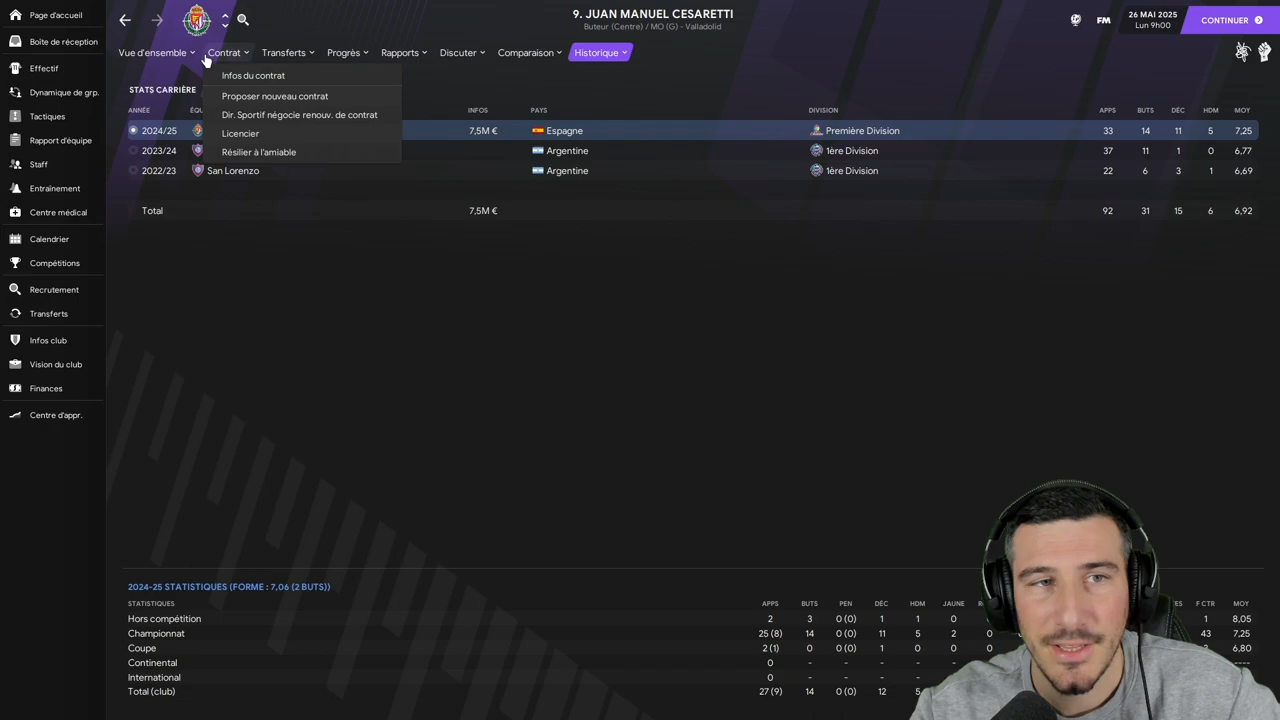 Page d'accueil
Boîte de réception
Effectif
Dynamique de grp.
Tactiques
Rapport d'équipe
Staff
Entraînement
Centre médical
Calendrier
Compétitions
Recrutement
Transferts
Infos club
Vision du club
Finances
Centre d'appr.
9. JUAN MANUEL CESARETTI
Buteur (Centre) / MO (G) - Valladolid
FM
26 MAI 2025
Lun 9h00
CONTINUER
Vue d'ensemble Contrat Transferts Progrès Rapports Discuter Comparaison Historique
Infos du contrat
Proposer nouveau contrat
Dir. Sportif négocie renouv. de contrat
Licencier
Résilier à l'amiable
STATS CARRIÈRE
ANNÉE ÉQU INFOS PAYS DIVISION APPS BUTS DÉC HDM MOY
2024/25 7,5M € Espagne Première Division 33 14 11 5 7,25
2023/24 Argentine 1ère Division 37 11 1 0 6,77
2022/23 San Lorenzo Argentine 1ère Division 22 6 3 1 6,69
Total 7,5M € 92 31 15 6 6,92
2024-25 STATISTIQUES (FORME : 7,06 (2 BUTS))
STATISTIQUES APPS BUTS PEN DÉC HDM JAUNE F CTR MOY
Hors compétition 2 3 0 (0) 1 1 0 1 8,05
Championnat 25 (8) 14 0 (0) 11 5 2 0 43 7,25
Coupe 2 (1) 0 0 (0) 1 0 0 0 6,80
Continental 0 - - - - - ----
International 0 - - - - -
Total (club) 27 (9) 14 0 (0) 12 5